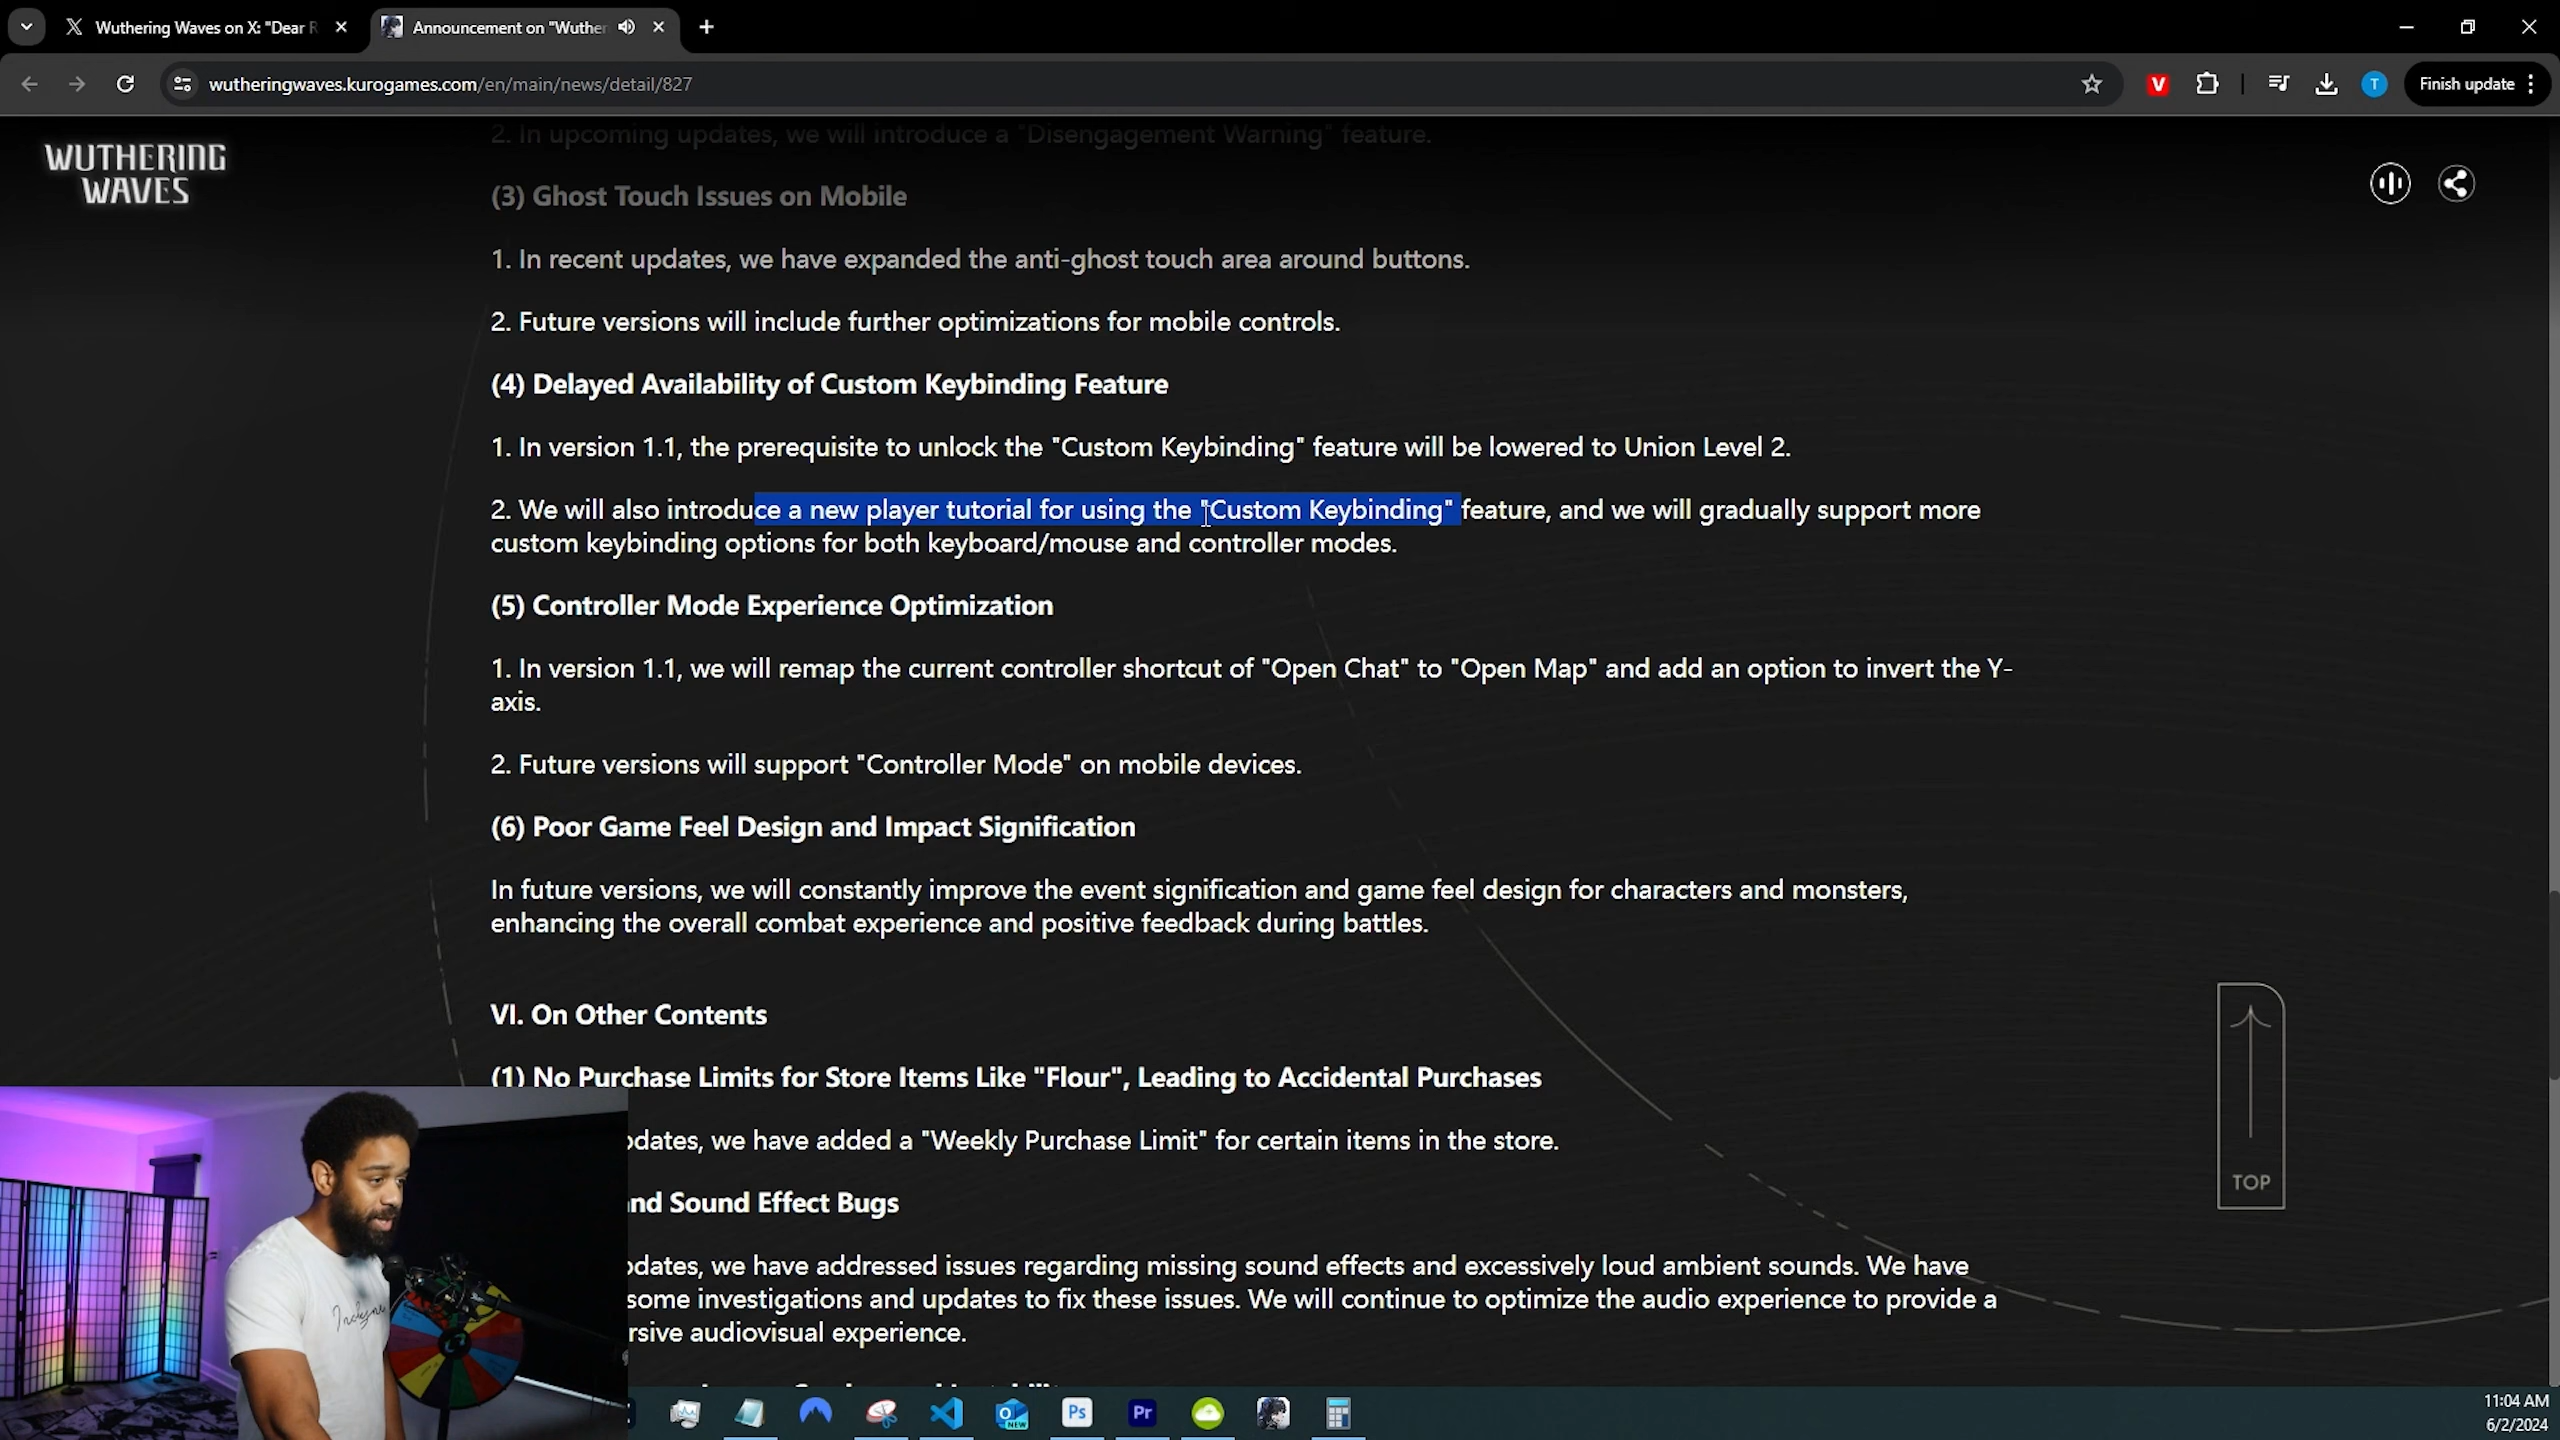 Wuthering Waves on X: "Dear R
Announcement on "Wuther
wutheringwaves.kurogames.com/en/main/news/detail/827
V
T
Finish update
WUTHERING
WAVES
2. In upcoming updates, we will introduce a "Disengagement Warning" feature.
(3) Ghost Touch Issues on Mobile
1. In recent updates, we have expanded the anti-ghost touch area around buttons.
2. Future versions will include further optimizations for mobile controls.
(4) Delayed Availability of Custom Keybinding Feature
1. In version 1.1, the prerequisite to unlock the "Custom Keybinding" feature will be lowered to Union Level 2.
2. We will also introduce a new player tutorial for using the "Custom Keybinding" feature, and we will gradually support more
custom keybinding options for both keyboard/mouse and controller modes.
(5) Controller Mode Experience Optimization
1. In version 1.1, we will remap the current controller shortcut of "Open Chat" to "Open Map" and add an option to invert the Y-
axis.
2. Future versions will support "Controller Mode" on mobile devices.
(6) Poor Game Feel Design and Impact Signification
In future versions, we will constantly improve the event signification and game feel design for characters and monsters,
enhancing the overall combat experience and positive feedback during battles.
VI. On Other Contents
(1) No Purchase Limits for Store Items Like "Flour", Leading to Accidental Purchases
pdates, we have added a "Weekly Purchase Limit" for certain items in the store.
and Sound Effect Bugs
pdates, we have addressed issues regarding missing sound effects and excessively loud ambient sounds. We have
some investigations and updates to fix these issues. We will continue to optimize the audio experience to provide a
rsive audiovisual experience.
TOP
NEW
Ps
Pr
11:04 AM
6/2/2024